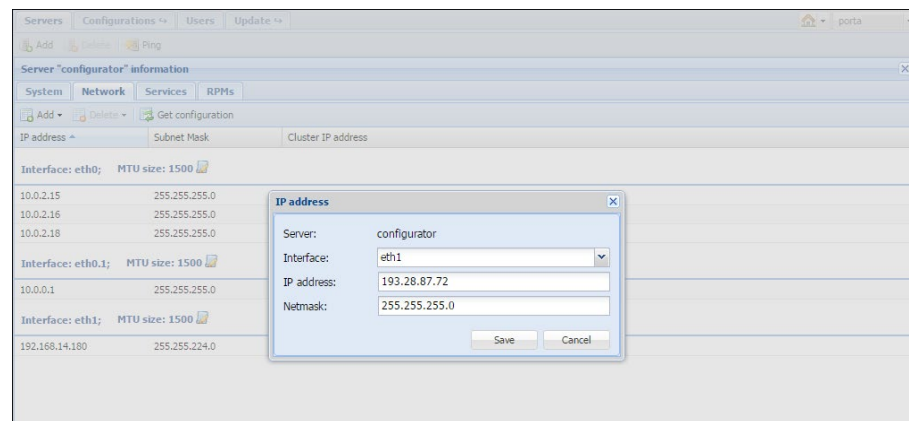 Servers Configurations Users Update porta
Add Delete Ping
Server "configurator" information
System Network Services RPMs
Add Delete Get configuration
IP address Subnet Mask Cluster IP address
Interface: eth0; MTU size: 1500
10.0.2.15 255.255.255.0
10.0.2.16 255.255.255.0
10.0.2.18 255.255.255.0
Interface: eth0.1; MTU size: 1500
10.0.0.1 255.255.255.0
Interface: eth1; MTU size: 1500
192.168.14.180 255.255.224.0
IP address
Server: configurator
Interface: eth1
IP address: 193.28.87.72
Netmask: 255.255.255.0
Save Cancel